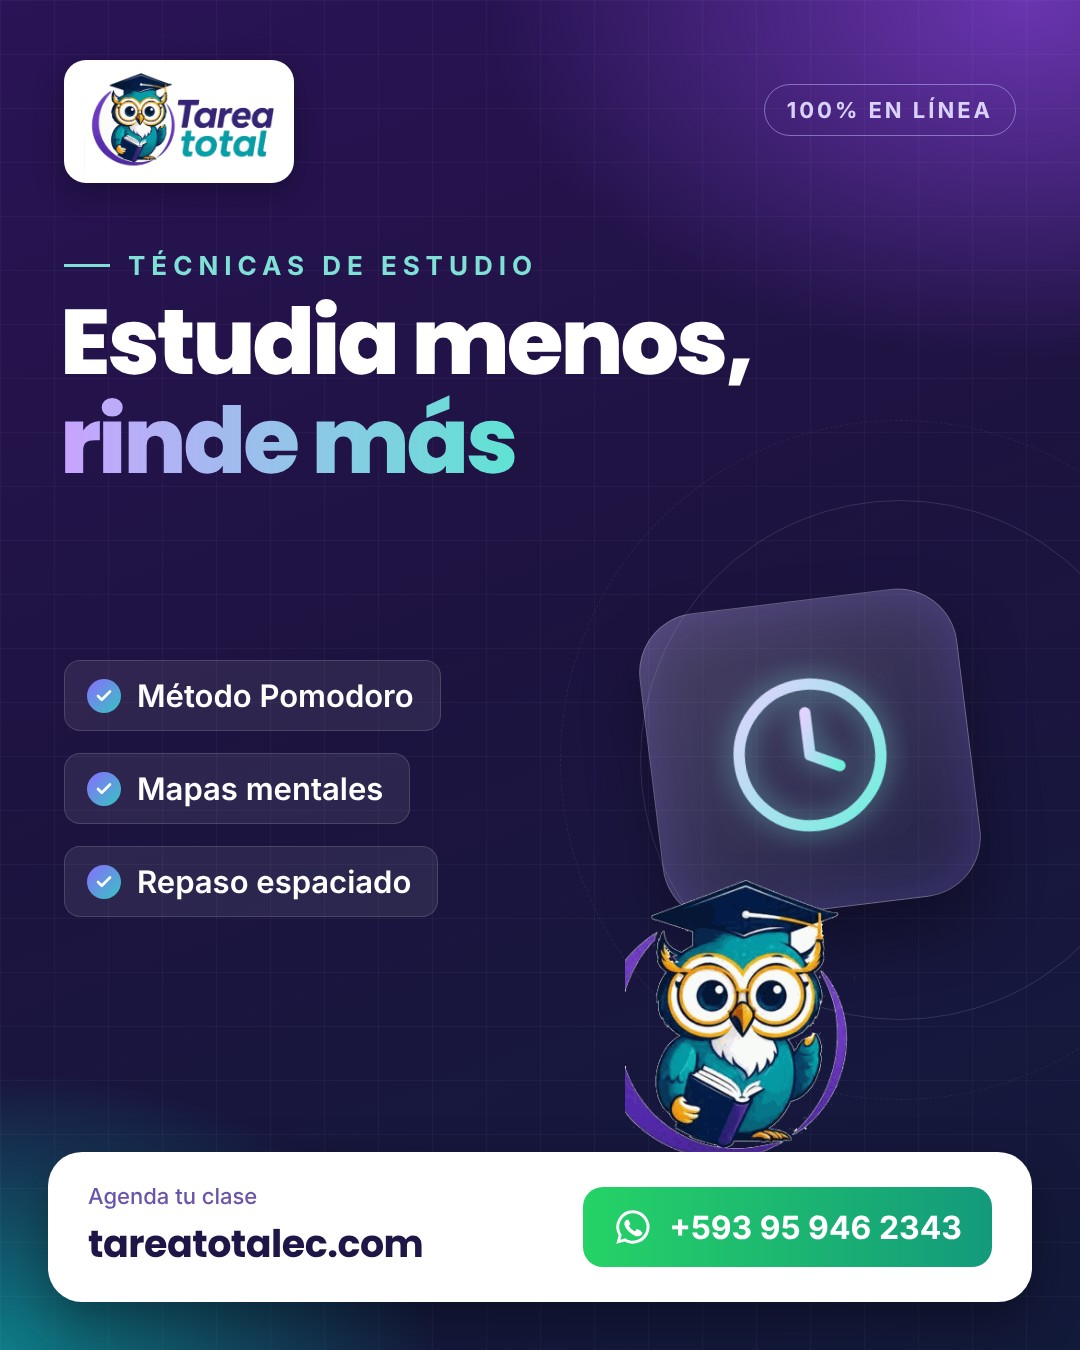 Tarea
total
100% EN LÍNEA
TÉCNICAS DE ESTUDIO
Estudia menos,
rinde más
Método Pomodoro
Mapas mentales
Repaso espaciado
Agenda tu clase
tareatotalec.com
+593 95 946 2343